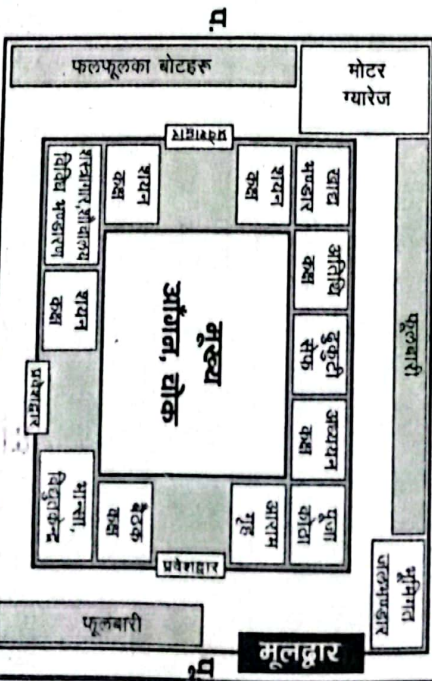 प.
फलफूलका बोटहरू
मोटर
ग्यारेज
प्रवेशद्वार
शस्त्रागार, शौचालय
विविध भण्डारण
शयन
कक्ष
शयन
कक्ष
खाद्य
भण्डार
शयन
कक्ष
अतिथि
कक्ष
ढुकुटी
सेफ
अध्ययन
कक्ष
पूजा
कोठा
मूख्य
आँगन, चोक
फूलबारी
प्रवेशद्वार
भान्सा,
विद्युतकेन्द्र
बैठक
कक्ष
आराम
गृह
प्रवेशद्वार
भूमिगत
जलभण्डार
फूलबारी
मूलद्वार
पू.